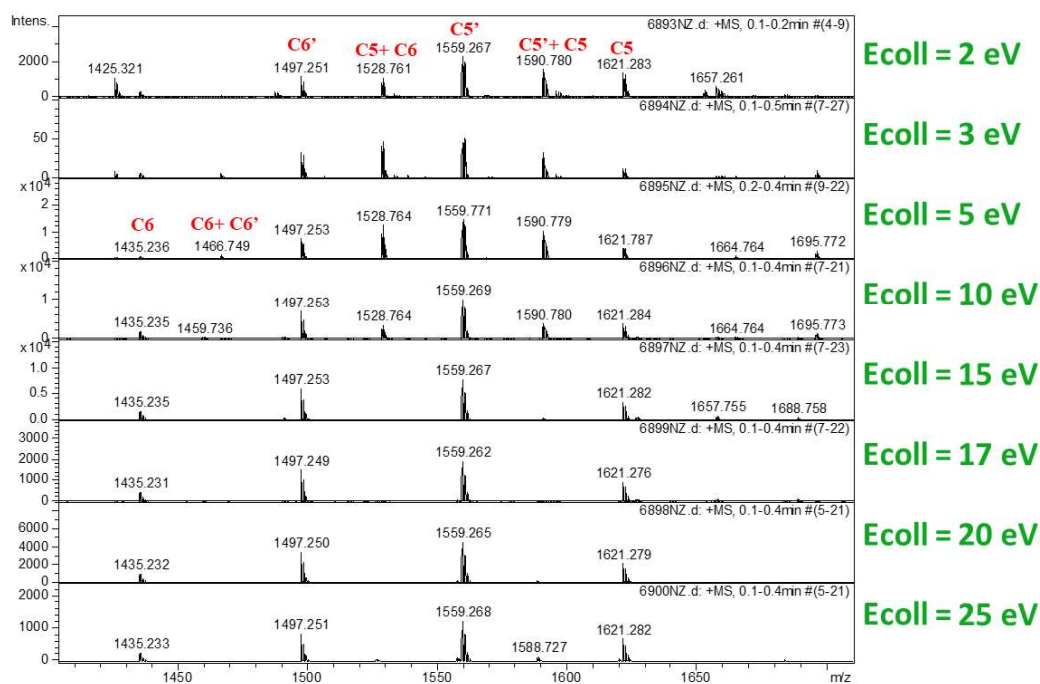 Intens.
6893NZ.d: +MS, 0.1-0.2min #(4-9)
C6’ C5+ C6 C5’ C5’+ C5 C5
2000
1425.321 1497.251 1528.761 1559.267 1590.780 1621.283 1657.261
0
Ecoll = 2 eV
6894NZ.d: +MS, 0.1-0.5min #(7-27)
50
0
Ecoll = 3 eV
x10⁴
6895NZ.d: +MS, 0.2-0.4min #(9-22)
2
C6 C6+ C6’
1
1435.236 1466.749 1497.253 1528.764 1559.771 1590.779 1621.787 1664.764 1695.772
0
Ecoll = 5 eV
x10⁴
6896NZ.d: +MS, 0.1-0.4min #(7-21)
1
1435.235 1459.736 1497.253 1528.764 1559.269 1590.780 1621.284 1664.764 1695.773
0
Ecoll = 10 eV
x10⁴
6897NZ.d: +MS, 0.1-0.4min #(7-23)
1.0
0.5
1435.235 1497.253 1559.267 1621.282 1657.755 1688.758
0.0
Ecoll = 15 eV
6899NZ.d: +MS, 0.1-0.4min #(7-22)
3000
2000
1000
1435.231 1497.249 1559.262 1621.276
0
Ecoll = 17 eV
6898NZ.d: +MS, 0.1-0.4min #(5-21)
6000
4000
2000
1435.232 1497.250 1559.265 1621.279
0
Ecoll = 20 eV
6900NZ.d: +MS, 0.1-0.4min #(5-21)
2000
1000
1435.233 1497.251 1559.268 1588.727 1621.282
0
Ecoll = 25 eV
1450 1500 1550 1600 1650 m/z